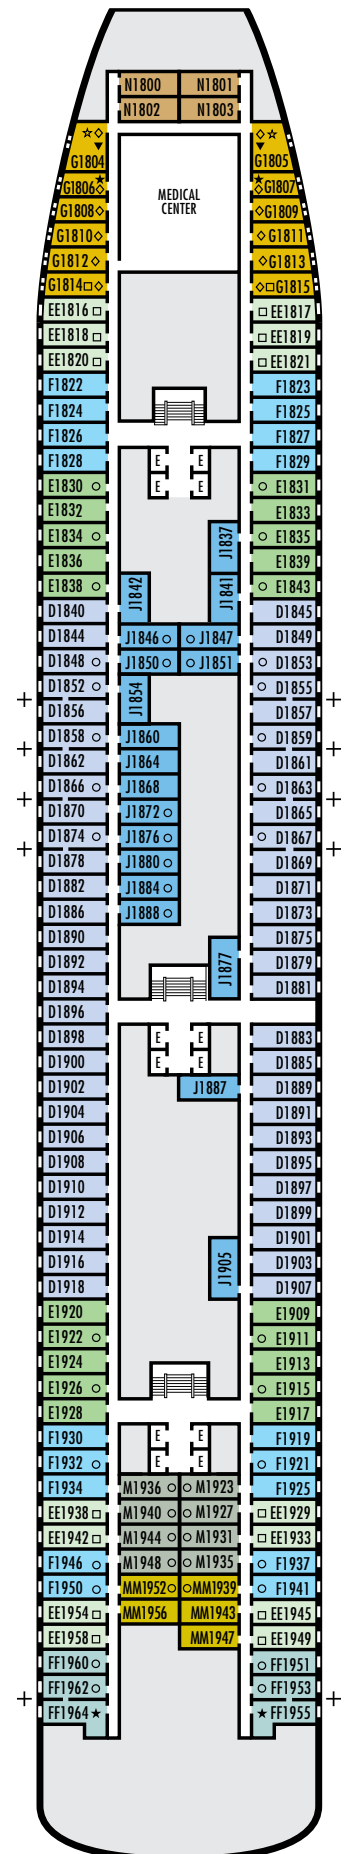 N1800 N1801
N1802 N1803
G1804 G1805
G1806 G1807
MEDICAL
CENTER
G1808 G1809
G1810 G1811
G1812 G1813
G1814 G1815
EE1816 EE1817
EE1818 EE1819
EE1820 EE1821
F1822 F1823
F1824 F1825
F1826 F1827
F1828 E E F1829
E1830 E E E1831
E1832 E1833
E1834 J1837 E1835
E1836 E1839
E1838 J1842 J1841 E1843
D1840 D1845
D1844 J1846 J1847 D1849
D1848 J1850 J1851 D1853
D1852 J1854 D1855
D1856 D1857
D1858 J1860 D1859
D1862 J1864 D1861
D1866 J1868 D1863
D1870 J1872 D1865
D1874 J1876 D1867
D1878 J1880 D1869
D1882 J1884 D1871
D1886 J1888 D1873
D1890 D1875
D1892 J1877 D1879
D1894 D1881
D1896
D1898 E E D1883
D1900 E E D1885
D1902 J1887 D1889
D1904 D1891
D1906 D1893
D1908 D1895
D1910 D1897
D1912 D1899
D1914 D1901
D1916 J1905 D1903
D1918 D1907
E1920 E1909
E1922 E1911
E1924 E1913
E1926 E1915
E1928 E1917
F1930 E E F1919
F1932 E E F1921
F1934 M1936 M1923 F1925
EE1938 M1940 M1927 EE1929
EE1942 M1944 M1931 EE1933
F1946 M1948 M1935 F1937
F1950 MM1952 MM1939 F1941
EE1954 MM1956 MM1943 EE1945
EE1958 MM1947 EE1949
FF1960 FF1951
FF1962 FF1953
FF1964 FF1955